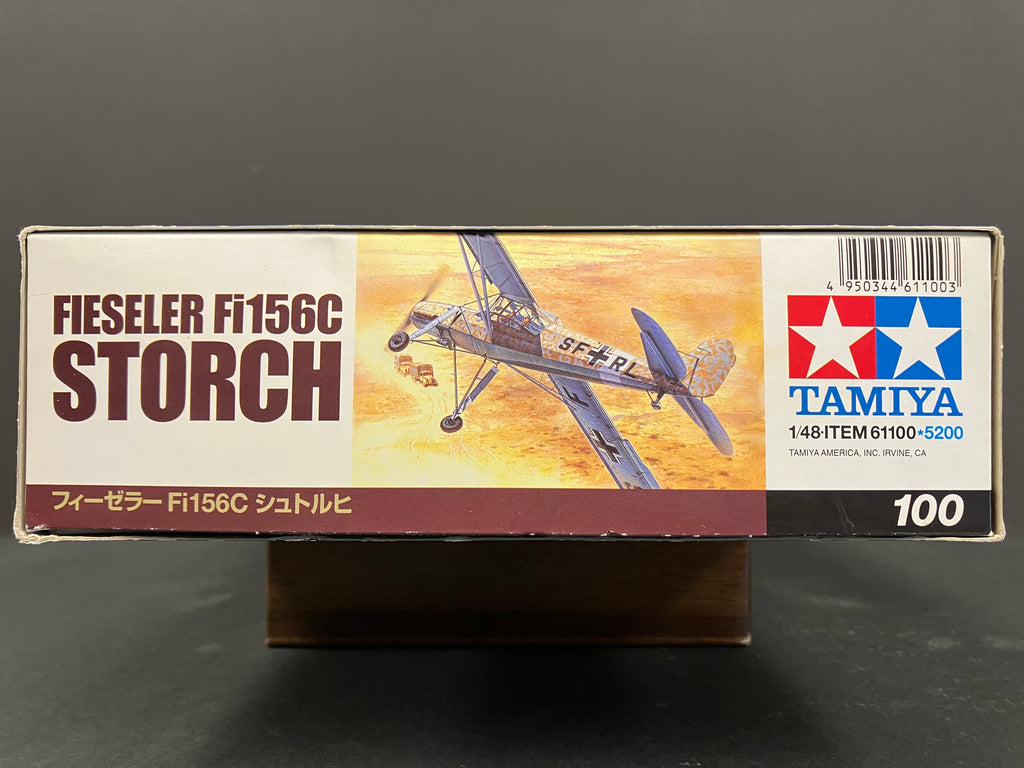 FIESELER Fi156C
STORCH
フィーゼラー Fi156C シュトルヒ
SF RL
4 950344 611003
TAMIYA
1/48·ITEM 61100★5200
TAMIYA AMERICA, INC. IRVINE, CA
100